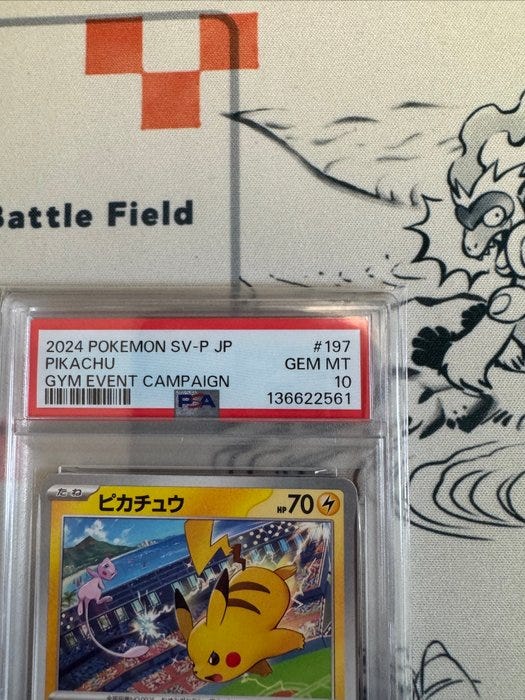 Battle Field
2024 POKEMON SV-P JP #197
PIKACHU GEM MT
GYM EVENT CAMPAIGN 10
PSA 136622561
たね ピカチュウ HP70